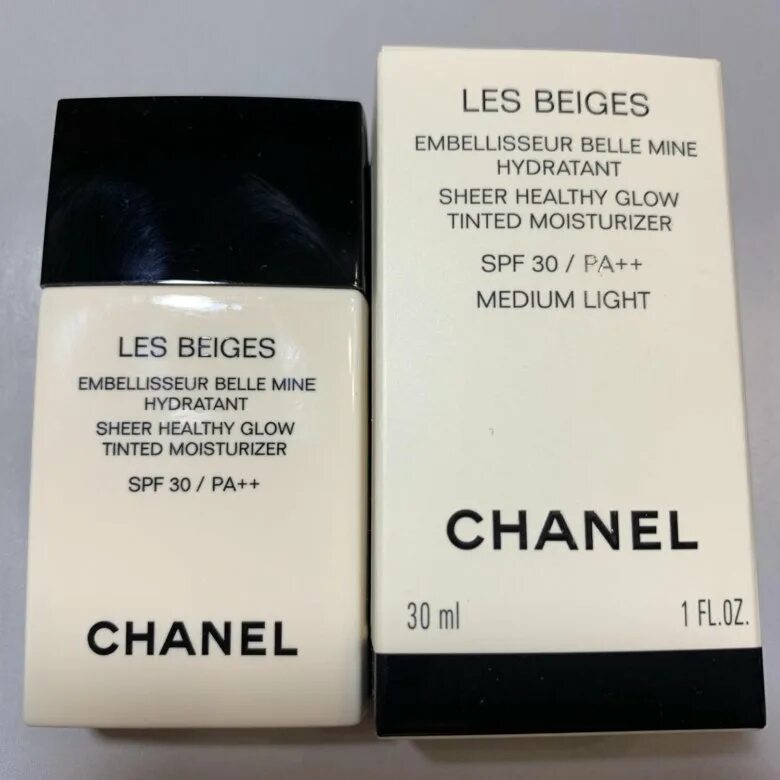 LES BEIGES
EMBELLISSEUR BELLE MINE
HYDRATANT
SHEER HEALTHY GLOW
TINTED MOISTURIZER
SPF 30 / PA++
CHANEL
LES BEIGES
EMBELLISSEUR BELLE MINE
HYDRATANT
SHEER HEALTHY GLOW
TINTED MOISTURIZER
SPF 30 / PA++
MEDIUM LIGHT
CHANEL
30 ml 1 FL.OZ.